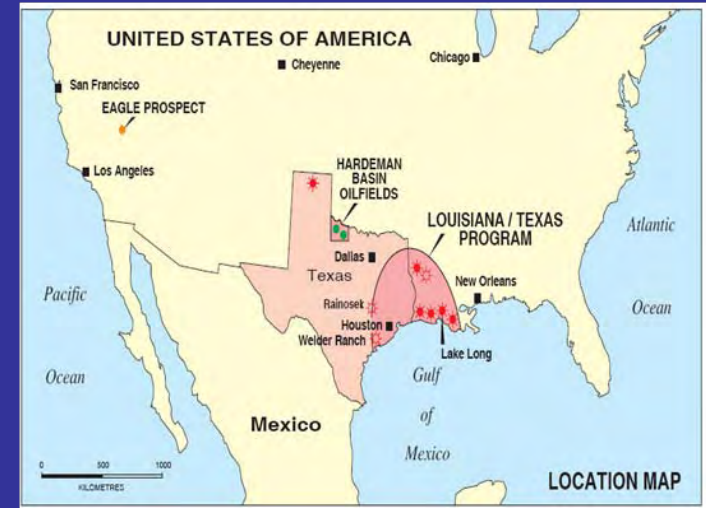 UNITED STATES OF AMERICA
Cheyenne
Chicago
San Francisco
EAGLE PROSPECT
Los Angeles
HARDEMAN
BASIN
OILFIELDS
LOUISIANA / TEXAS
PROGRAM
Atlantic
Ocean
Dallas
Texas
New Orleans
Pacific
Ocean
Rainosek
Houston
Welder Ranch
Lake Long
Gulf
of
Mexico
Mexico
0 500 1000
KILOMETRES
LOCATION MAP